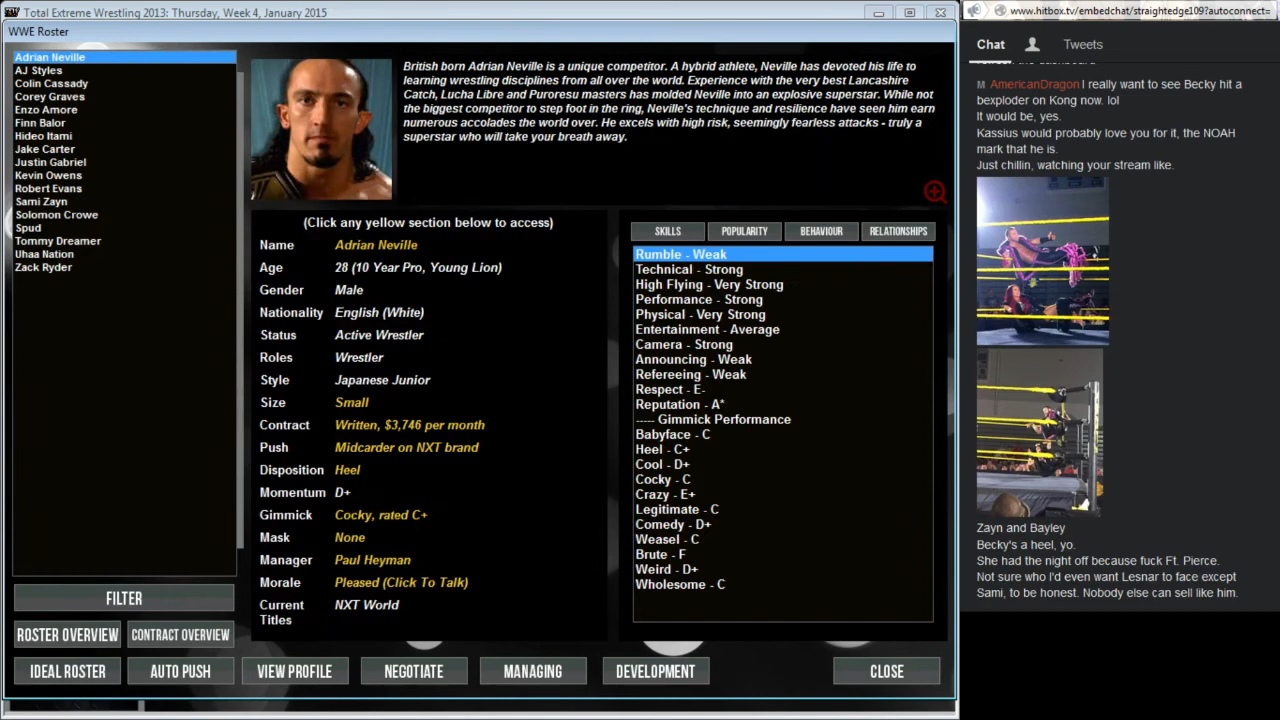 Total Extreme Wrestling 2013: Thursday, Week 4, January 2015
WWE Roster
Adrian Neville
AJ Styles
Colin Cassady
Corey Graves
Enzo Amore
Finn Balor
Hideo Itami
Jake Carter
Justin Gabriel
Kevin Owens
Robert Evans
Sami Zayn
Solomon Crowe
Spud
Tommy Dreamer
Uhaa Nation
Zack Ryder
FILTER
ROSTER OVERVIEW
CONTRACT OVERVIEW
IDEAL ROSTER
AUTO PUSH
VIEW PROFILE
NEGOTIATE
MANAGING
DEVELOPMENT
CLOSE
British born Adrian Neville is a unique competitor. A hybrid athlete, Neville has devoted his life to
learning wrestling disciplines from all over the world. Experience with the very best Lancashire
Catch, Lucha Libre and Puroresu masters has molded Neville into an explosive superstar. While not
the biggest competitor to step foot in the ring, Neville's technique and resilience have seen him earn
numerous accolades the world over. He excels with high risk, seemingly fearless attacks - truly a
superstar who will take your breath away.
(Click any yellow section below to access)
Name Adrian Neville
Age 28 (10 Year Pro, Young Lion)
Gender Male
Nationality English (White)
Status Active Wrestler
Roles Wrestler
Style Japanese Junior
Size Small
Contract Written, $3,746 per month
Push Midcarder on NXT brand
Disposition Heel
Momentum D+
Gimmick Cocky, rated C+
Mask None
Manager Paul Heyman
Morale Pleased (Click To Talk)
Current NXT World
Titles
SKILLS POPULARITY BEHAVIOUR RELATIONSHIPS
Rumble - Weak
Technical - Strong
High Flying - Very Strong
Performance - Strong
Physical - Very Strong
Entertainment - Average
Camera - Strong
Announcing - Weak
Refereeing - Weak
Respect - E-
Reputation - A*
----- Gimmick Performance
Babyface - C
Heel - C+
Cool - D+
Cocky - C
Crazy - E+
Legitimate - C
Comedy - D+
Weasel - C
Brute - F
Weird - D+
Wholesome - C
www.hitbox.tv/embedchat/straightedge109?autoconnect=
Chat Tweets
M AmericanDragon I really want to see Becky hit a
bexploder on Kong now. lol
It would be, yes.
Kassius would probably love you for it, the NOAH
mark that he is.
Just chillin, watching your stream like.
Zayn and Bayley
Becky's a heel, yo.
She had the night off because fuck Ft. Pierce.
Not sure who I'd even want Lesnar to face except
Sami, to be honest. Nobody else can sell like him.